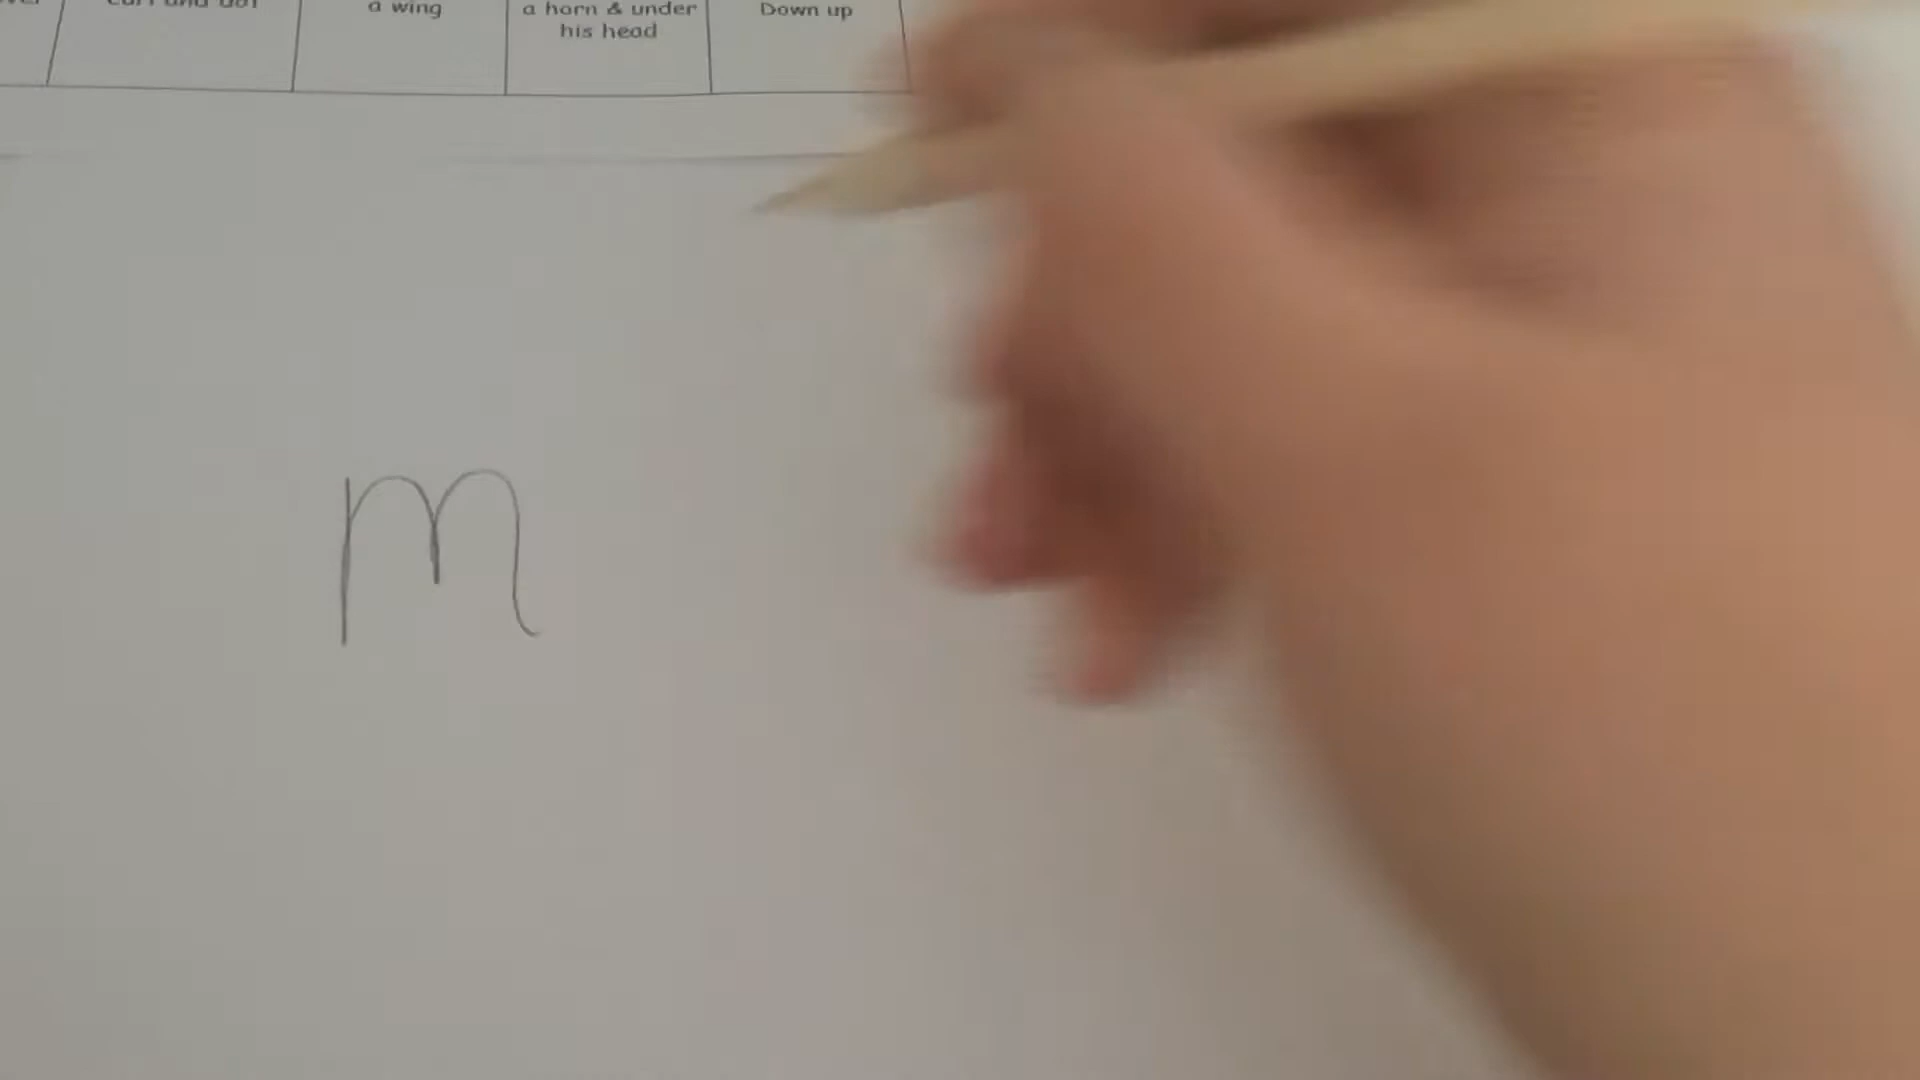 a wing
a horn & under
his head
Down up
m